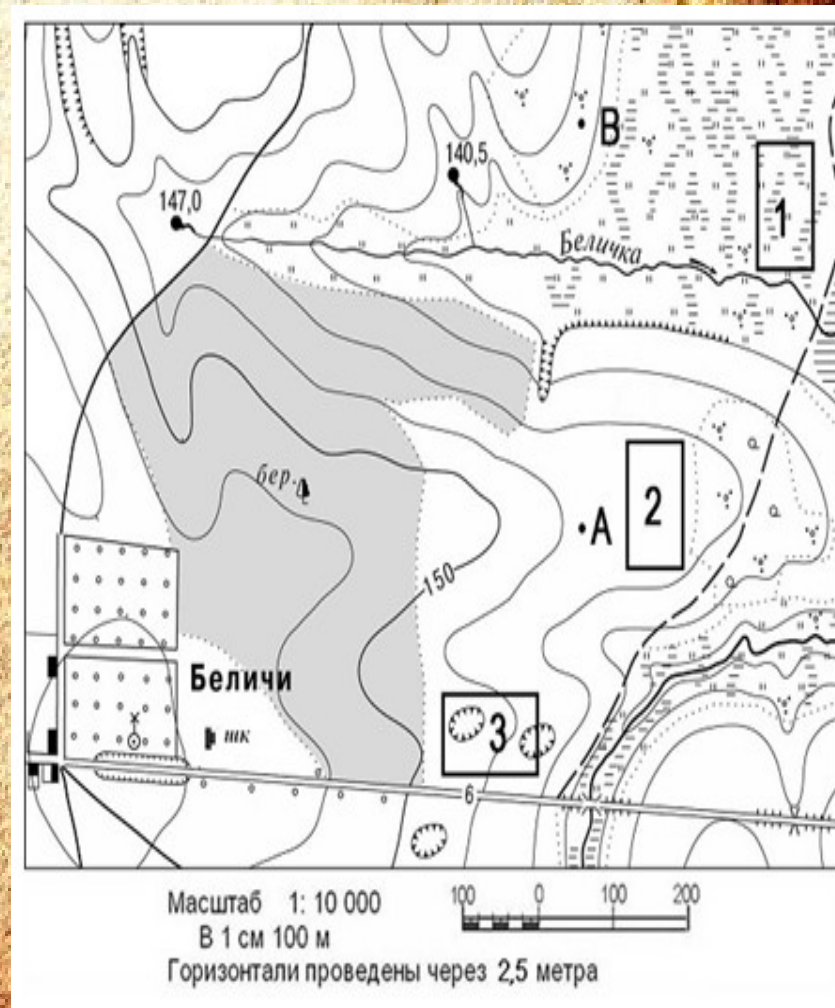 В
140,5
147,0
1
Беличка
бер.
2
А
150
Беличи
3
шк
6
Масштаб 1: 10 000
100 0 100 200
В 1 см 100 м
Горизонтали проведены через 2,5 метра